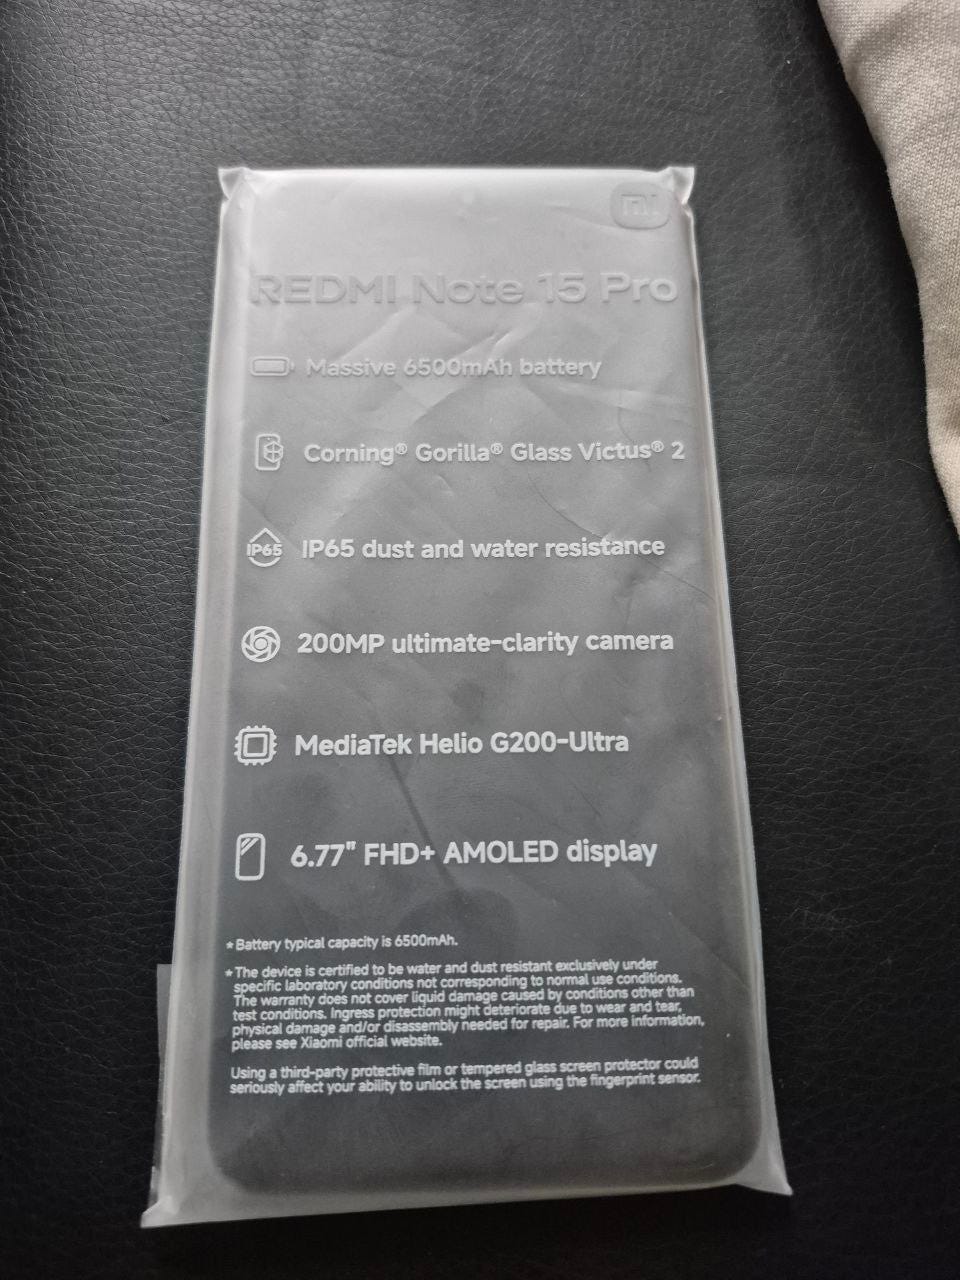 mi
REDMI Note 15 Pro
Massive 6500mAh battery
Corning® Gorilla® Glass Victus® 2
IP65 IP65 dust and water resistance
200MP ultimate-clarity camera
MediaTek Helio G200-Ultra
6.77" FHD+ AMOLED display
*Battery typical capacity is 6500mAh.
*The device is certified to be water and dust resistant exclusively under
specific laboratory conditions not corresponding to normal use conditions.
The warranty does not cover liquid damage caused by conditions other than
test conditions. Ingress protection might deteriorate due to wear and tear,
physical damage and/or disassembly needed for repair. For more information,
please see Xiaomi official website.
Using a third-party protective film or tempered glass screen protector could
seriously affect your ability to unlock the screen using the fingerprint sensor.